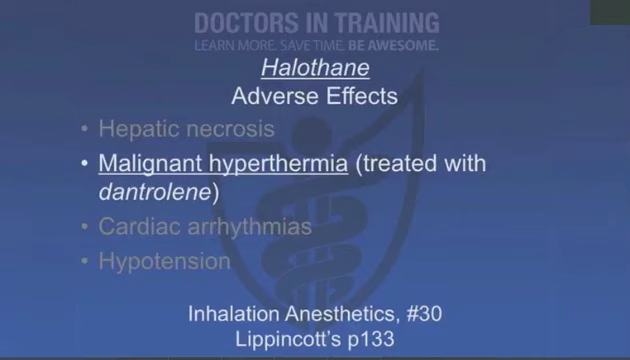 DOCTORS IN TRAINING
LEARN MORE. SAVE TIME. BE AWESOME.
Halothane
Adverse Effects
• Hepatic necrosis
• Malignant hyperthermia (treated with
dantrolene)
• Cardiac arrhythmias
• Hypotension
Inhalation Anesthetics, #30
Lippincott's p133